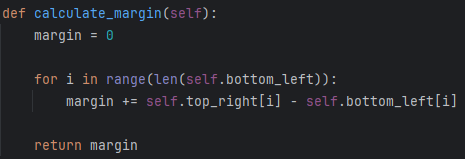 def calculate_margin(self):
    margin = 0

    for i in range(len(self.bottom_left)):
        margin += self.top_right[i] - self.bottom_left[i]

    return margin